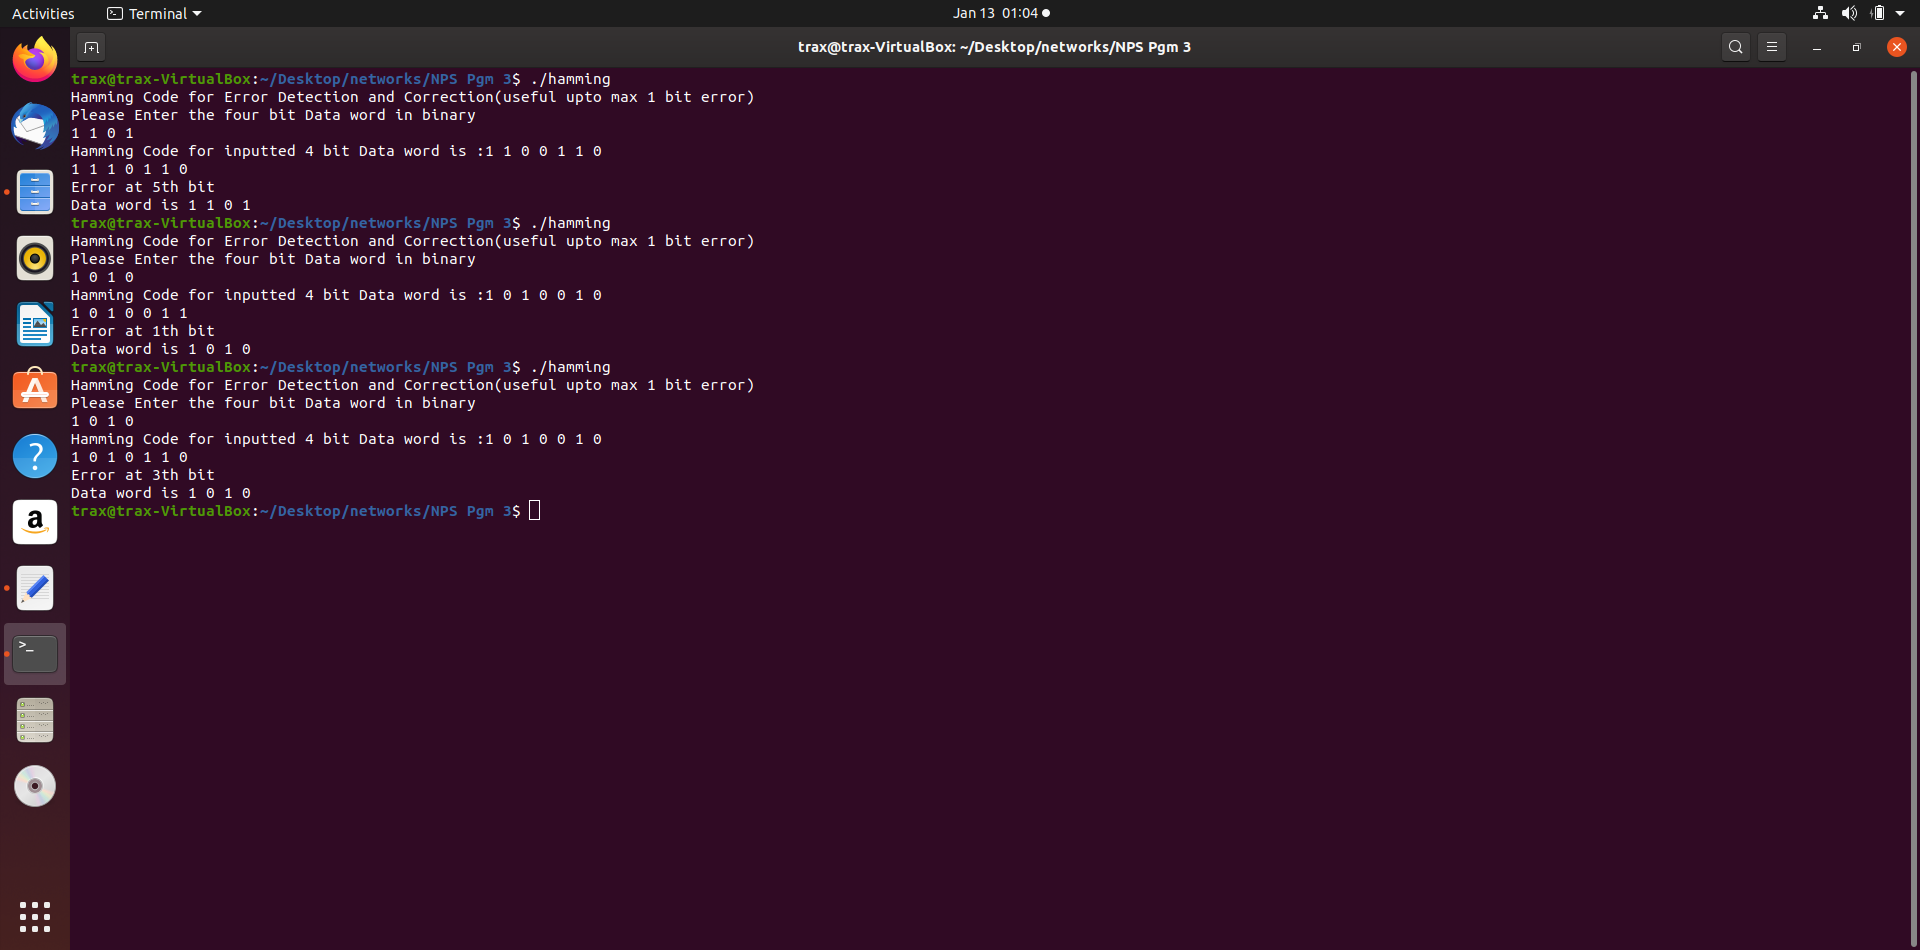 Activities Terminal Jan 13 01:04
trax@trax-VirtualBox: ~/Desktop/networks/NPS Pgm 3
trax@trax-VirtualBox:~/Desktop/networks/NPS Pgm 3$ ./hamming
Hamming Code for Error Detection and Correction(useful upto max 1 bit error)
Please Enter the four bit Data word in binary
1 1 0 1
Hamming Code for inputted 4 bit Data word is :1 1 0 0 1 1 0
1 1 1 0 1 1 0
Error at 5th bit
Data word is 1 1 0 1
trax@trax-VirtualBox:~/Desktop/networks/NPS Pgm 3$ ./hamming
Hamming Code for Error Detection and Correction(useful upto max 1 bit error)
Please Enter the four bit Data word in binary
1 0 1 0
Hamming Code for inputted 4 bit Data word is :1 0 1 0 0 1 0
1 0 1 0 0 1 1
Error at 1th bit
Data word is 1 0 1 0
trax@trax-VirtualBox:~/Desktop/networks/NPS Pgm 3$ ./hamming
Hamming Code for Error Detection and Correction(useful upto max 1 bit error)
Please Enter the four bit Data word in binary
1 0 1 0
Hamming Code for inputted 4 bit Data word is :1 0 1 0 0 1 0
1 0 1 0 1 1 0
Error at 3th bit
Data word is 1 0 1 0
trax@trax-VirtualBox:~/Desktop/networks/NPS Pgm 3$